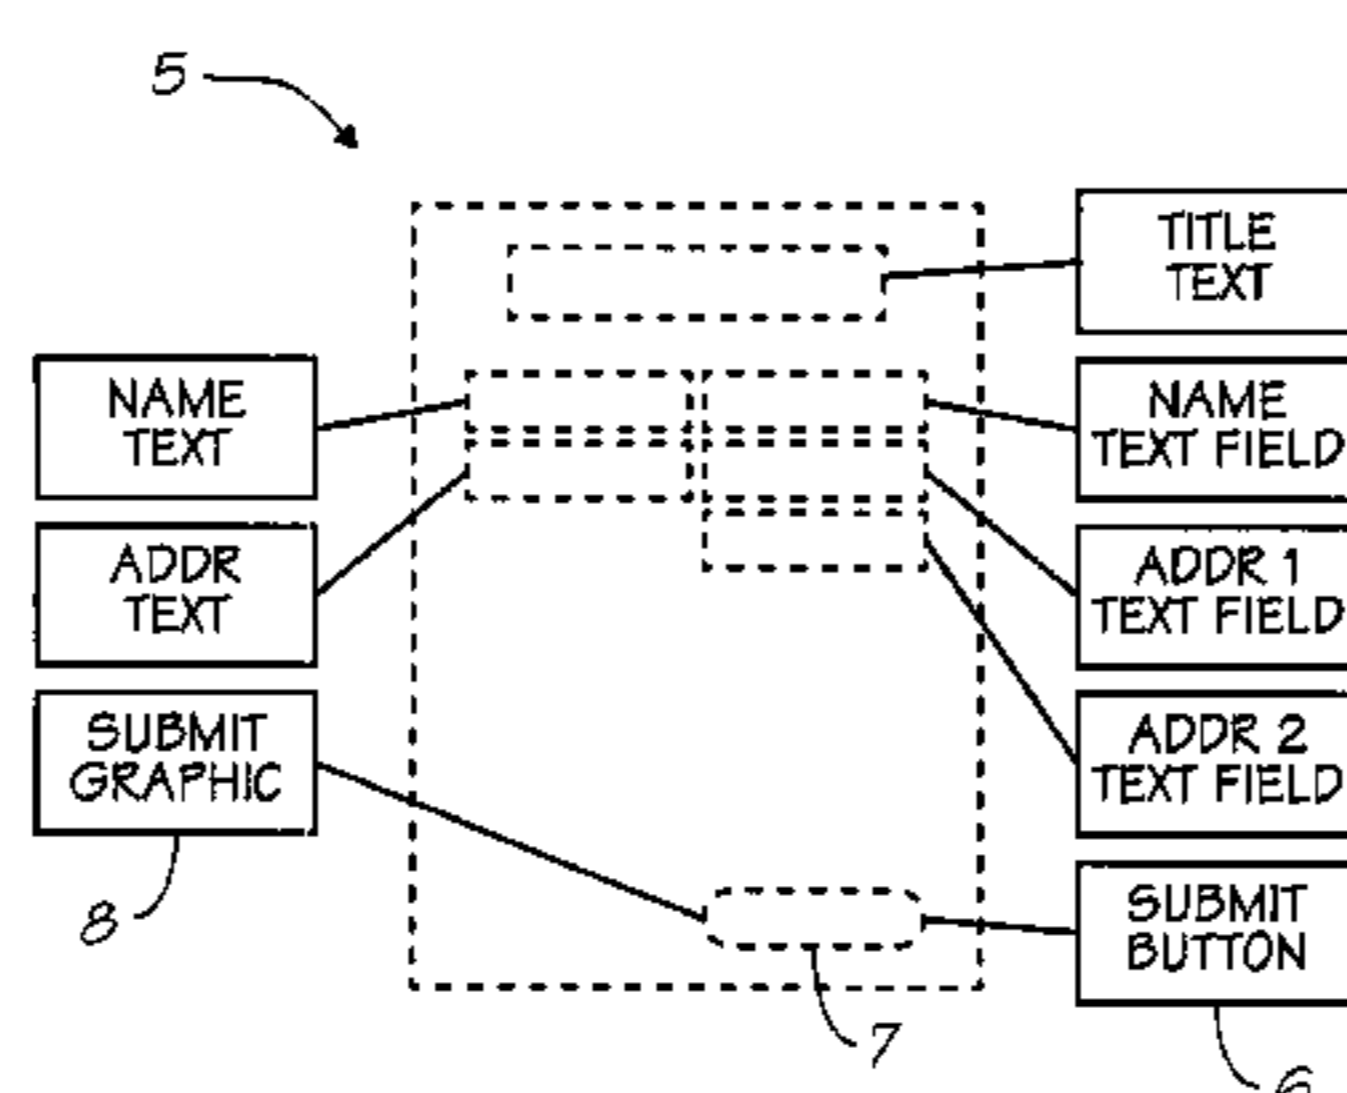 5
TITLE
TEXT
NAME
TEXT
NAME
TEXT FIELD
ADDR
TEXT
ADDR 1
TEXT FIELD
SUBMIT
GRAPHIC
ADDR 2
TEXT FIELD
8
SUBMIT
BUTTON
7
6